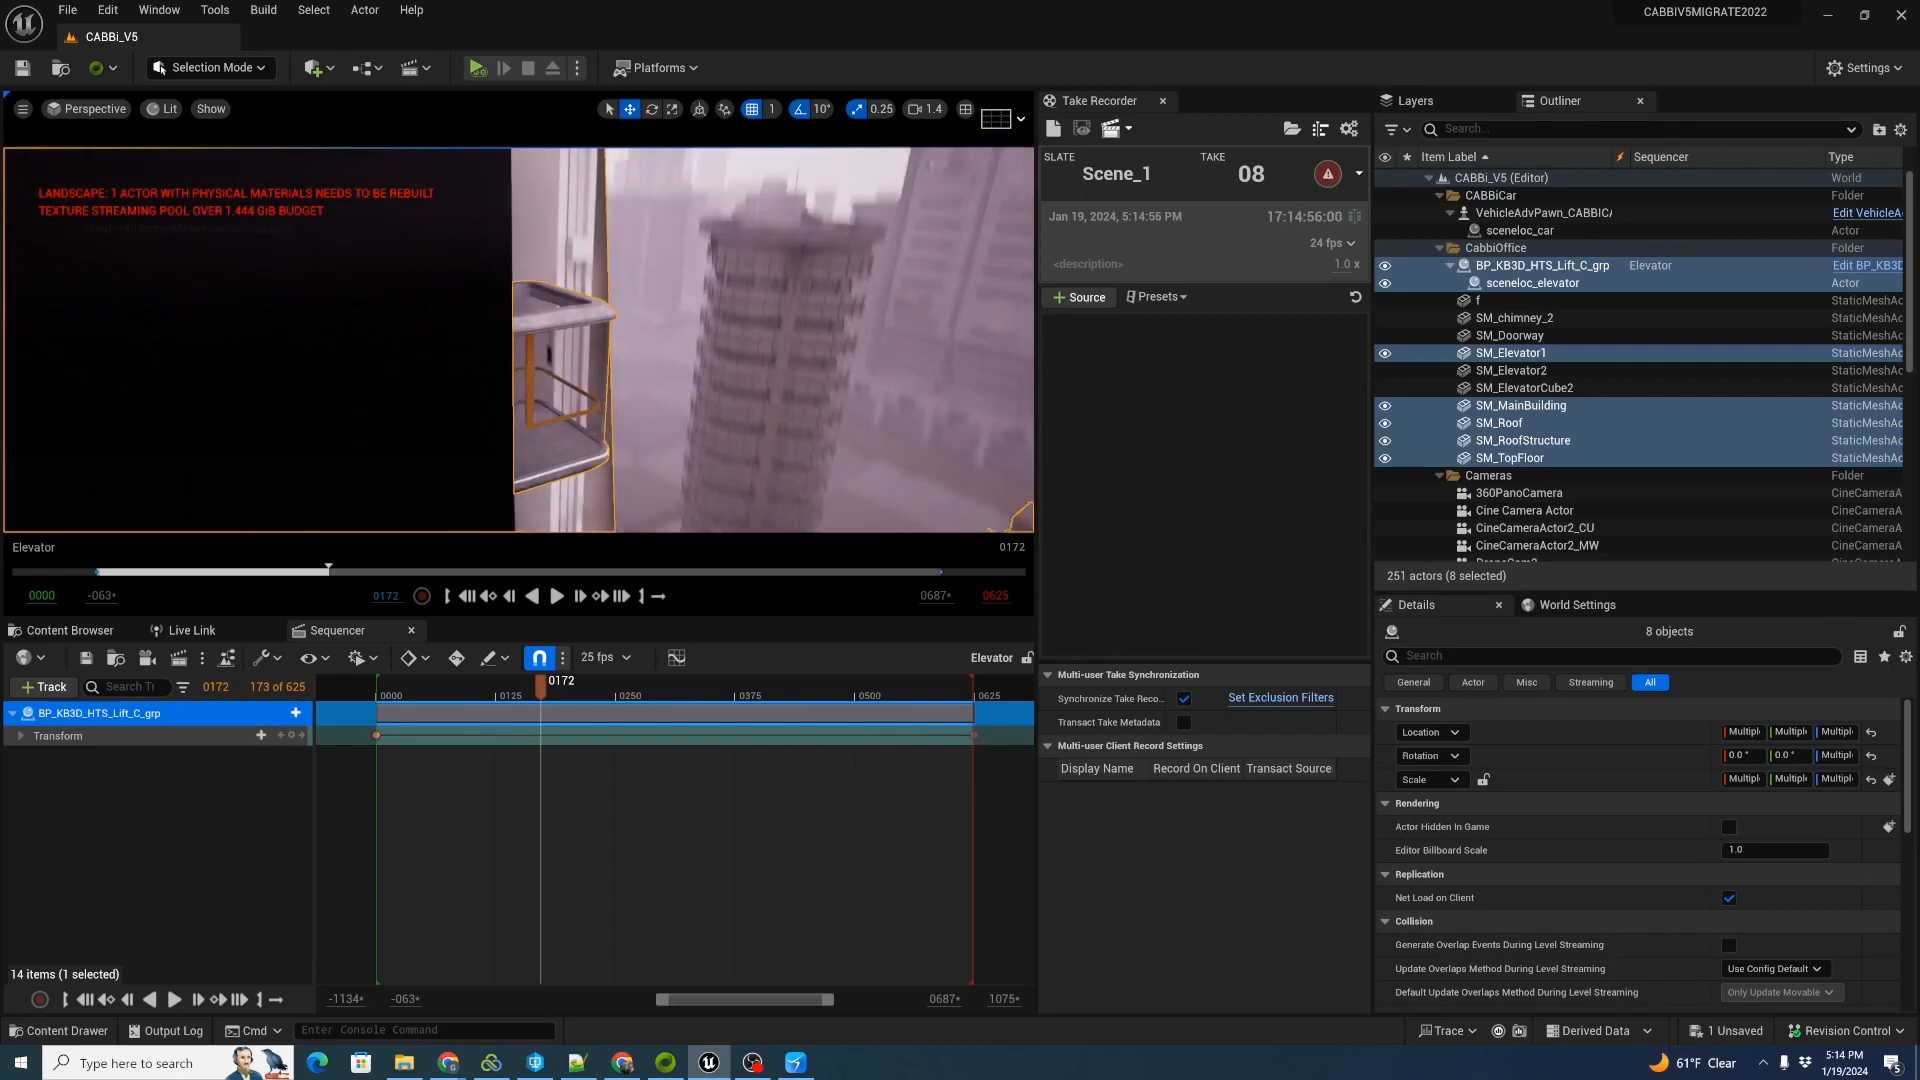 File Edit Window Tools Build Select Actor Help
CABBIV5MIGRATE2022
CABBi_V5
Selection Mode
Platforms
Settings
Perspective Lit Show
1 10° 0.25 1.4
LANDSCAPE: 1 ACTOR WITH PHYSICAL MATERIALS NEEDS TO BE REBUILT
TEXTURE STREAMING POOL OVER 1.444 GiB BUDGET
Elevator
0172
0000 -063* 0172 0687* 0625
Content Browser Live Link Sequencer
25 fps
Elevator
Track Search Tr 0172 173 of 625
0172
0000 0125 0250 0375 0500 0625
BP_KB3D_HTS_Lift_C_grp
Transform
14 items (1 selected)
-1134* -063* 0687* 1075*
Take Recorder
SLATE TAKE
Scene_1 08
Jan 19, 2024, 5:14:56 PM 17:14:56:00
24 fps
<description> 1.0 x
Source Presets
Multi-user Take Synchronization
Synchronize Take Reco... Set Exclusion Filters
Transact Take Metadata
Multi-user Client Record Settings
Display Name Record On Client Transact Source
Layers Outliner
Search...
Item Label Sequencer Type
CABBi_V5 (Editor) World
CABBiCar Folder
VehicleAdvPawn_CABBICA Edit VehicleA
sceneloc_car Actor
CabbiOffice Folder
BP_KB3D_HTS_Lift_C_grp Elevator Edit BP_KB3D
sceneloc_elevator Actor
f StaticMeshAc
SM_chimney_2 StaticMeshAc
SM_Doorway StaticMeshAc
SM_Elevator1 StaticMeshAc
SM_Elevator2 StaticMeshAc
SM_ElevatorCube2 StaticMeshAc
SM_MainBuilding StaticMeshAc
SM_Roof StaticMeshAc
SM_RoofStructure StaticMeshAc
SM_TopFloor StaticMeshAc
Cameras Folder
360PanoCamera CineCameraA
Cine Camera Actor CineCameraA
CineCameraActor2_CU CineCameraA
CineCameraActor2_MW CineCameraA
251 actors (8 selected)
Details World Settings
8 objects
Search
General Actor Misc Streaming All
Transform
Location Multipl Multipl Multipl
Rotation 0.0 ° 0.0 ° Multipl
Scale Multipl Multipl Multipl
Rendering
Actor Hidden In Game
Editor Billboard Scale 1.0
Replication
Net Load on Client
Collision
Generate Overlap Events During Level Streaming
Update Overlaps Method During Level Streaming Use Config Default
Default Update Overlaps Method During Level Streaming Only Update Movable
Content Drawer Output Log Cmd Enter Console Command
Trace Derived Data 1 Unsaved Revision Control
Type here to search
61°F Clear
5:14 PM
1/19/2024
5